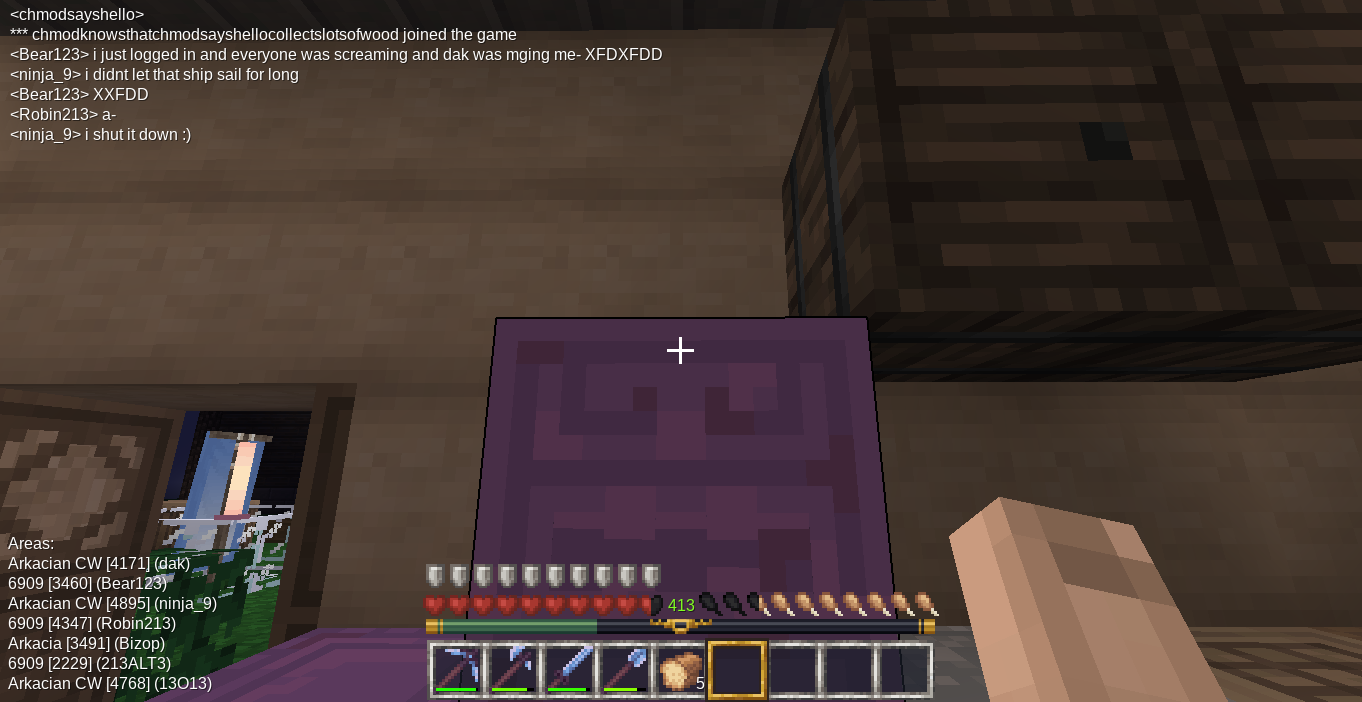 <chmodsayshello>
*** chmodknowsthatchmodsayshellocollectslotsofwood joined the game
<Bear123> i just logged in and everyone was screaming and dak was mging me- XFDXFDD
<ninja_9> i didnt let that ship sail for long
<Bear123> XXFDD
<Robin213> a-
<ninja_9> i shut it down :)
Areas:
Arkacian CW [4171] (dak)
6909 [3460] (Bear123)
Arkacian CW [4895] (ninja_9)
6909 [4347] (Robin213)
Arkacia [3491] (Bizop)
6909 [2229] (213ALT3)
Arkacian CW [4768] (13O13)
413
5